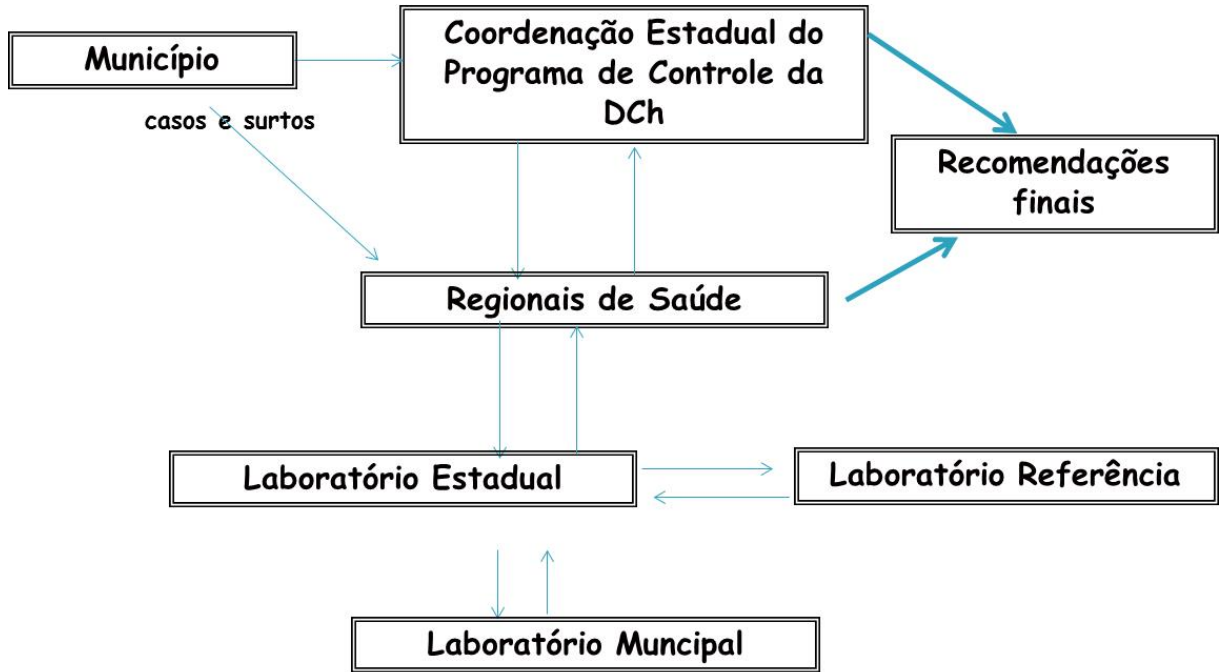 Município
casos e surtos
Coordenação Estadual do
Programa de Controle da
DCh
Recomendações
finais
Regionais de Saúde
Laboratório Estadual
Laboratório Referência
Laboratório Muncipal